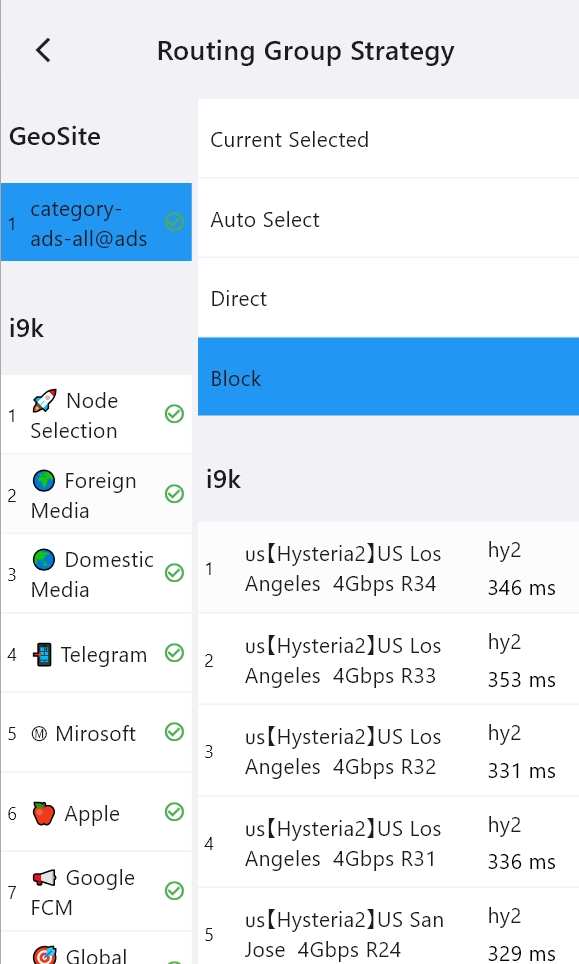 Routing Group Strategy
GeoSite
1
category-
ads-all@ads
i9k
1
🚀 Node
Selection
2
🌍 Foreign
Media
3
🌏 Domestic
Media
4
📲 Telegram
5
Ⓜ Mirosoft
6
🍎 Apple
7
📢 Google
FCM
🎯 Global
Current Selected
Auto Select
Direct
Block
i9k
1
us【Hysteria2】US Los
Angeles 4Gbps R34
hy2
346 ms
2
us【Hysteria2】US Los
Angeles 4Gbps R33
hy2
353 ms
3
us【Hysteria2】US Los
Angeles 4Gbps R32
hy2
331 ms
4
us【Hysteria2】US Los
Angeles 4Gbps R31
hy2
336 ms
5
us【Hysteria2】US San
Jose 4Gbps R24
hy2
329 ms